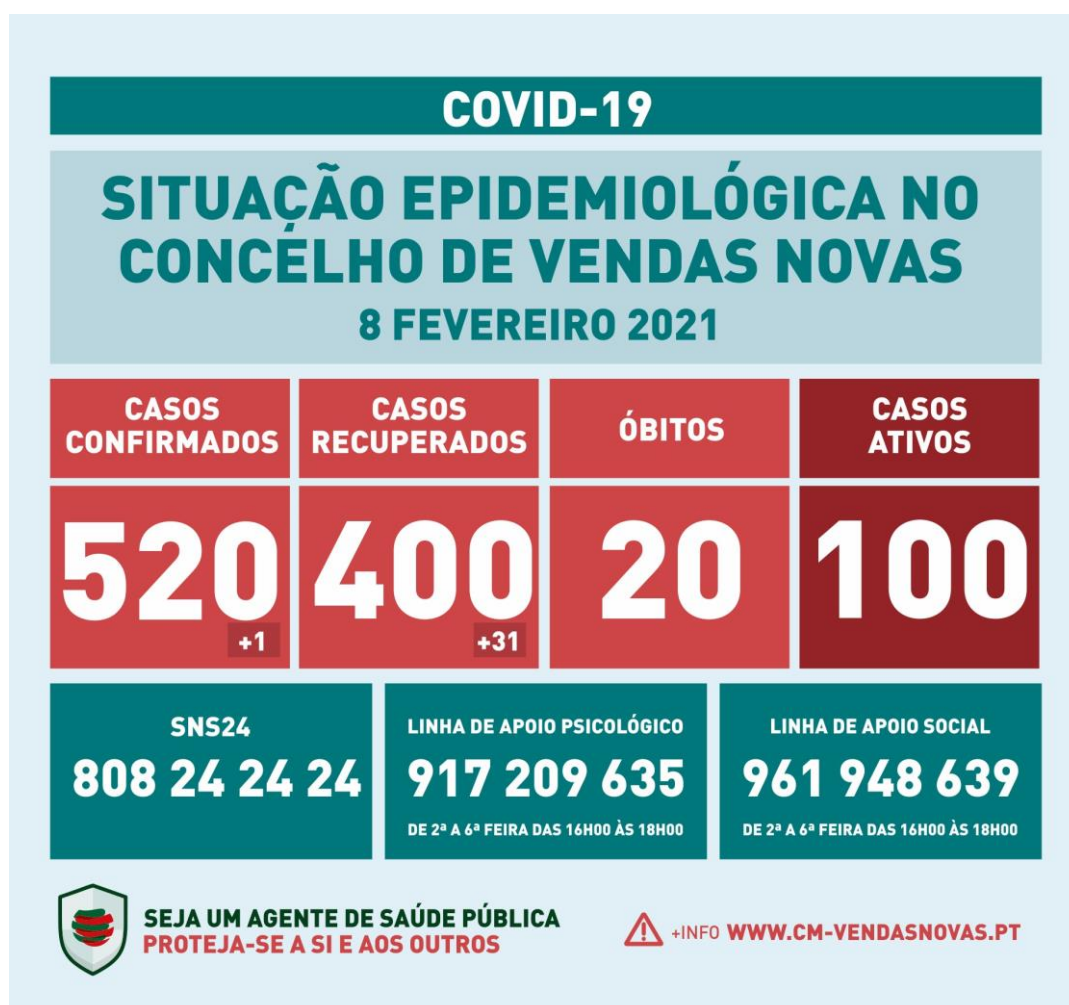 COVID-19
SITUAÇÃO EPIDEMIOLÓGICA NO
CONCELHO DE VENDAS NOVAS
8 FEVEREIRO 2021
CASOS
CONFIRMADOS
CASOS
RECUPERADOS
ÓBITOS
CASOS
ATIVOS
520
+1
400
+31
20
100
SNS24
808 24 24 24
LINHA DE APOIO PSICOLÓGICO
917 209 635
DE 2ª A 6ª FEIRA DAS 16H00 ÀS 18H00
LINHA DE APOIO SOCIAL
961 948 639
DE 2ª A 6ª FEIRA DAS 16H00 ÀS 18H00
SEJA UM AGENTE DE SAÚDE PÚBLICA
PROTEJA-SE A SI E AOS OUTROS
+INFO WWW.CM-VENDASNOVAS.PT